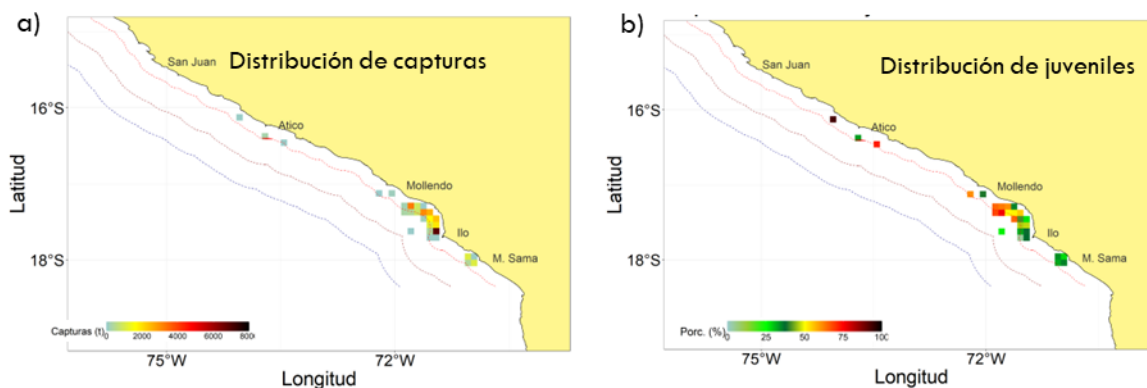 a)
Distribución de capturas
San Juan
16°S
Atico
Latitud
Mollendo
Ilo
18°S
M. Sama
Capturas (t)
0 2000 4000 6000 800
75°W 72°W
Longitud
b)
Distribución de juveniles
San Juan
16°S
Atico
Latitud
Mollendo
Ilo
18°S
M. Sama
Porc. (%)
0 25 50 75 100
75°W 72°W
Longitud